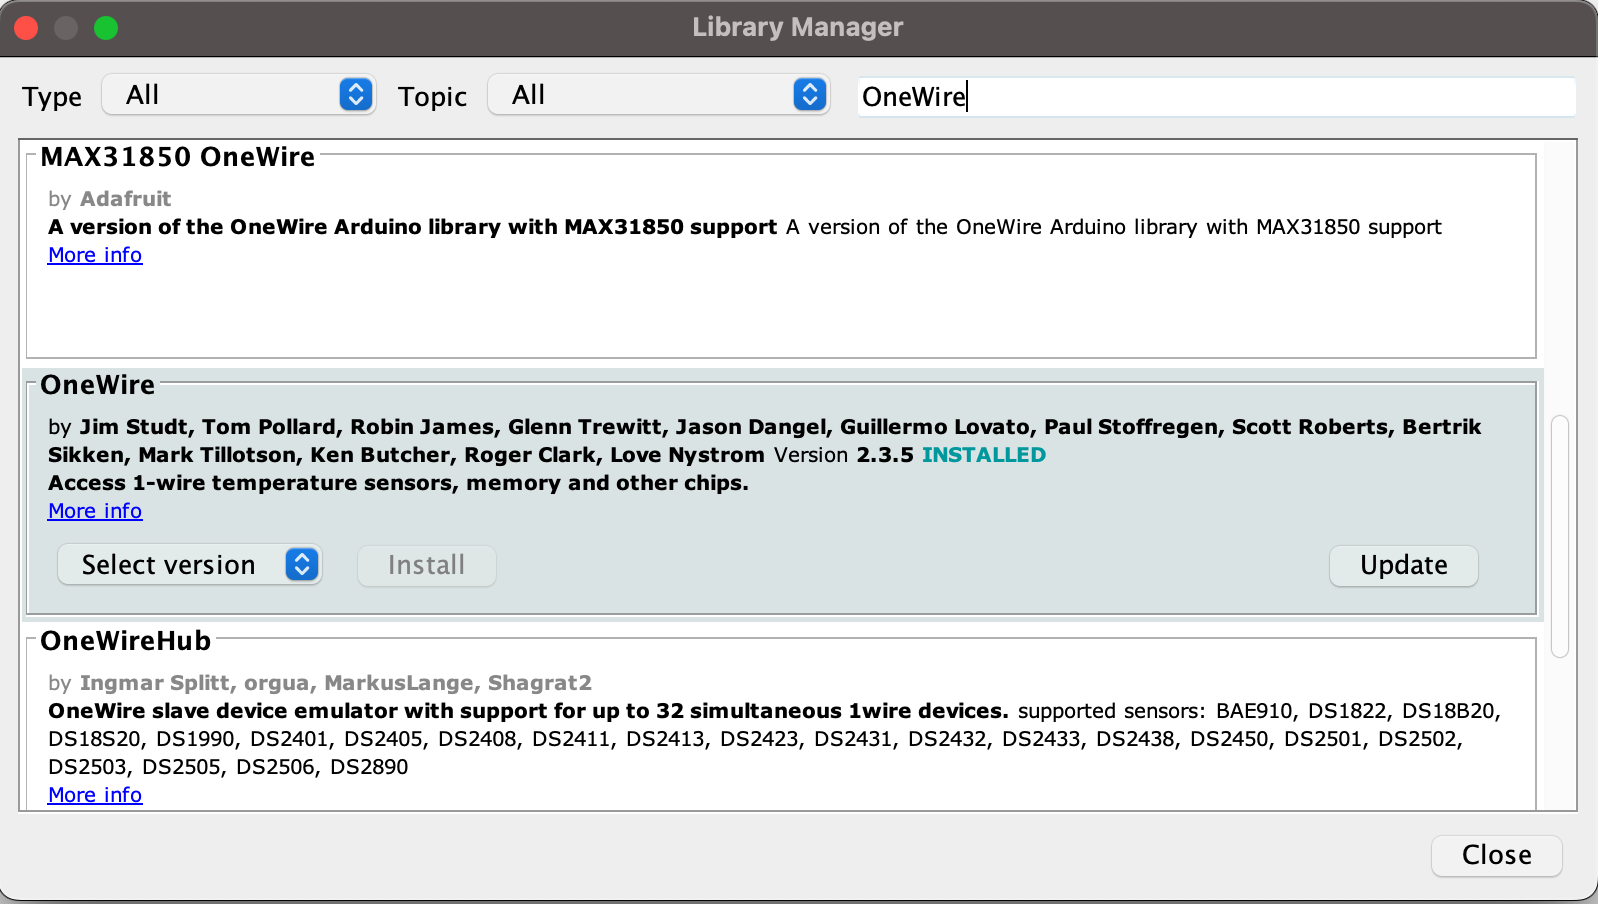 Library Manager
Type All Topic All OneWire
MAX31850 OneWire
by Adafruit
A version of the OneWire Arduino library with MAX31850 support A version of the OneWire Arduino library with MAX31850 support
More info
OneWire
by Jim Studt, Tom Pollard, Robin James, Glenn Trewitt, Jason Dangel, Guillermo Lovato, Paul Stoffregen, Scott Roberts, Bertrik
Sikken, Mark Tillotson, Ken Butcher, Roger Clark, Love Nystrom Version 2.3.5 INSTALLED
Access 1-wire temperature sensors, memory and other chips.
More info
Select version Install Update
OneWireHub
by Ingmar Splitt, orgua, MarkusLange, Shagrat2
OneWire slave device emulator with support for up to 32 simultaneous 1wire devices. supported sensors: BAE910, DS1822, DS18B20,
DS18S20, DS1990, DS2401, DS2405, DS2408, DS2411, DS2413, DS2423, DS2431, DS2432, DS2433, DS2438, DS2450, DS2501, DS2502,
DS2503, DS2505, DS2506, DS2890
More info
Close